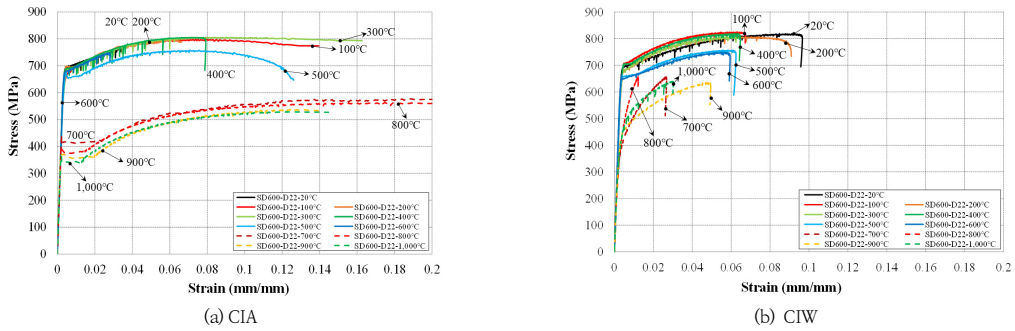 (a)
(b)
900
800
700
600
500
400
300
200
100
0
Stress (MPa)
0
0.02
0.04
0.06
0.08
0.1
0.12
0.14
0.16
0.18
0.2
Strain (mm/mm)
20℃
200℃
300℃
100℃
400℃
500℃
600℃
700℃
800℃
900℃
1,000℃
SD600-D22-20℃
SD600-D22-100℃
SD600-D22-200℃
SD600-D22-300℃
SD600-D22-400℃
SD600-D22-500℃
SD600-D22-600℃
SD600-D22-700℃
SD600-D22-800℃
SD600-D22-900℃
SD600-D22-1,000℃
(a) CIA
900
800
700
600
500
400
300
200
100
0
Stress (MPa)
0
0.02
0.04
0.06
0.08
0.1
0.12
0.14
0.16
0.18
0.2
Strain (mm/mm)
100℃
20℃
200℃
400℃
1,000℃
500℃
600℃
900℃
700℃
800℃
SD600-D22-20℃
SD600-D22-100℃
SD600-D22-200℃
SD600-D22-300℃
SD600-D22-400℃
SD600-D22-500℃
SD600-D22-600℃
SD600-D22-700℃
SD600-D22-800℃
SD600-D22-900℃
SD600-D22-1,000℃
(b) CIW